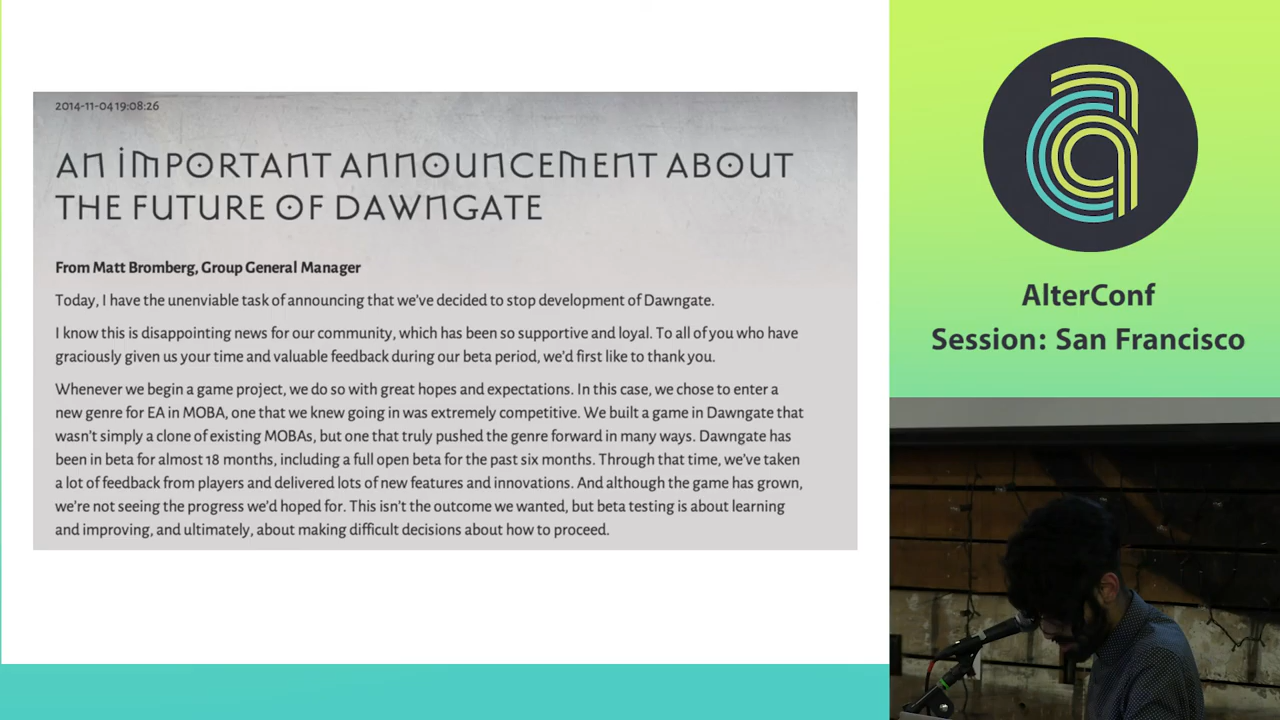 2014-11-04 19:08:26
AN IMPORTANT ANNOUNCEMENT ABOUT
THE FUTURE OF DAWNGATE
From Matt Bromberg, Group General Manager
Today, I have the unenviable task of announcing that we've decided to stop development of Dawngate.
I know this is disappointing news for our community, which has been so supportive and loyal. To all of you who have
graciously given us your time and valuable feedback during our beta period, we'd first like to thank you.
Whenever we begin a game project, we do so with great hopes and expectations. In this case, we chose to enter a
new genre for EA in MOBA, one that we knew going in was extremely competitive. We built a game in Dawngate that
wasn't simply a clone of existing MOBAs, but one that truly pushed the genre forward in many ways. Dawngate has
been in beta for almost 18 months, including a full open beta for the past six months. Through that time, we've taken
a lot of feedback from players and delivered lots of new features and innovations. And although the game has grown,
we're not seeing the progress we'd hoped for. This isn't the outcome we wanted, but beta testing is about learning
and improving, and ultimately, about making difficult decisions about how to proceed.
AlterConf
Session: San Francisco